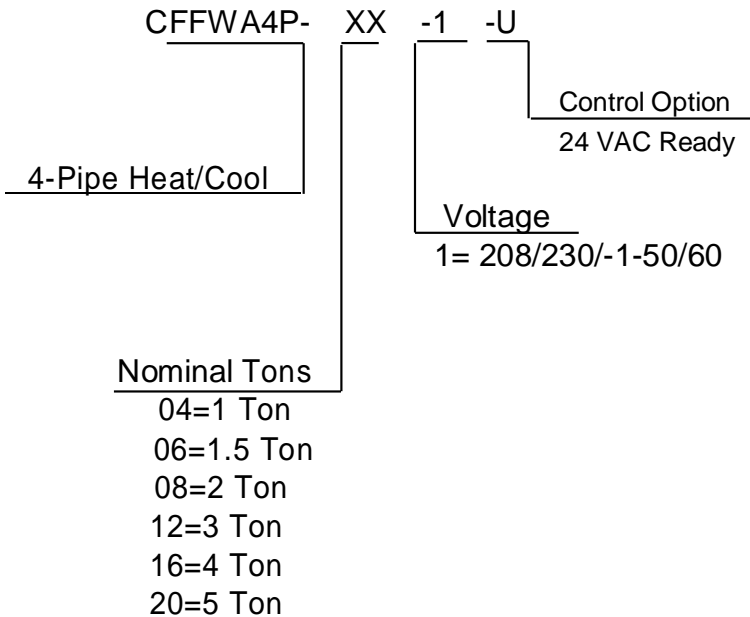 CFFWA4P- XX -1 -U
Control Option
24 VAC Ready
4-Pipe Heat/Cool
Voltage
1= 208/230/-1-50/60
Nominal Tons
04=1 Ton
06=1.5 Ton
08=2 Ton
12=3 Ton
16=4 Ton
20=5 Ton